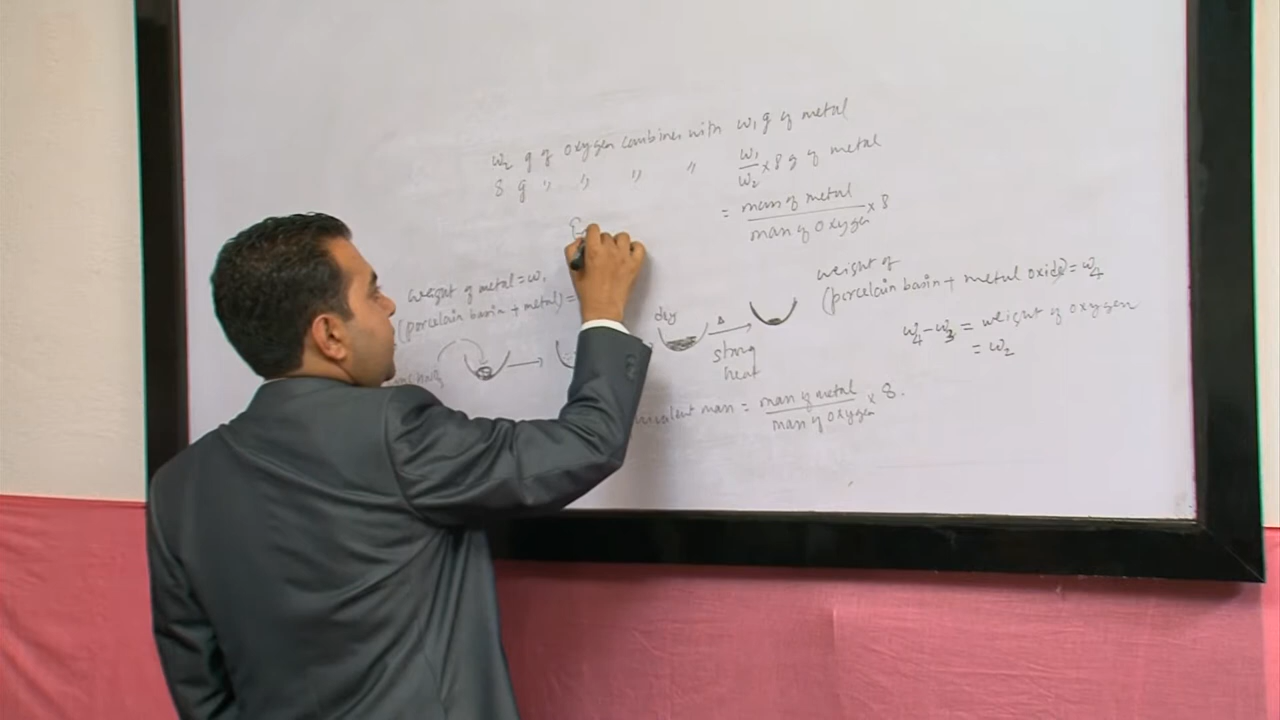 w₂ g of oxygen combines with w₁ g of metal
8 g " " " " w₁/w₂ × 8 g of metal
= mass of metal / mass of oxygen × 8
E
weight of metal = w₁
(porcelain basin + metal) =
dry
Δ
strong
heat
weight of
(porcelain basin + metal oxide) = w₄
w₄ - w₃ = weight of oxygen
= w₂
mass = mass of metal / mass of oxygen × 8.